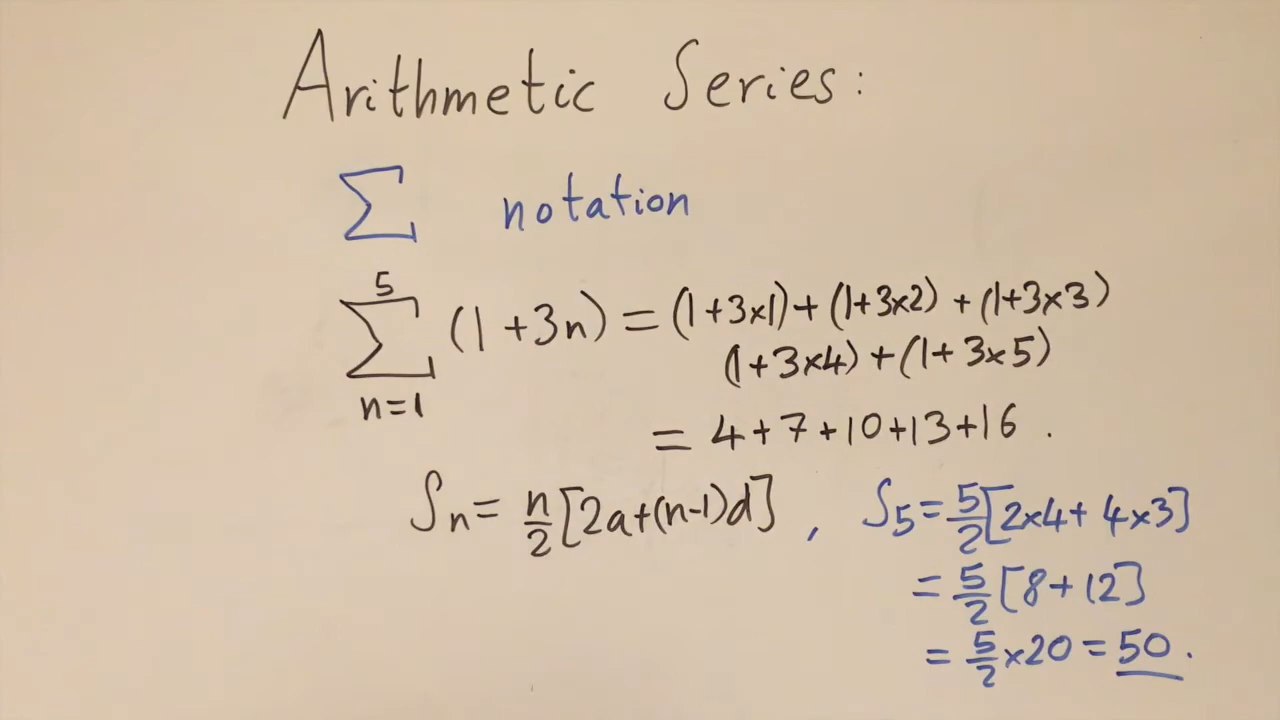 Arithmetic Series:
∑ notation
5
∑ (1+3n) = (1+3×1)+(1+3×2)+(1+3×3)
n=1
(1+3×4)+(1+3×5)
= 4+7+10+13+16.
Sn = n/2[2a+(n-1)d], S5 = 5/2[2×4+4×3]
= 5/2[8+12]
= 5/2×20 = 50.